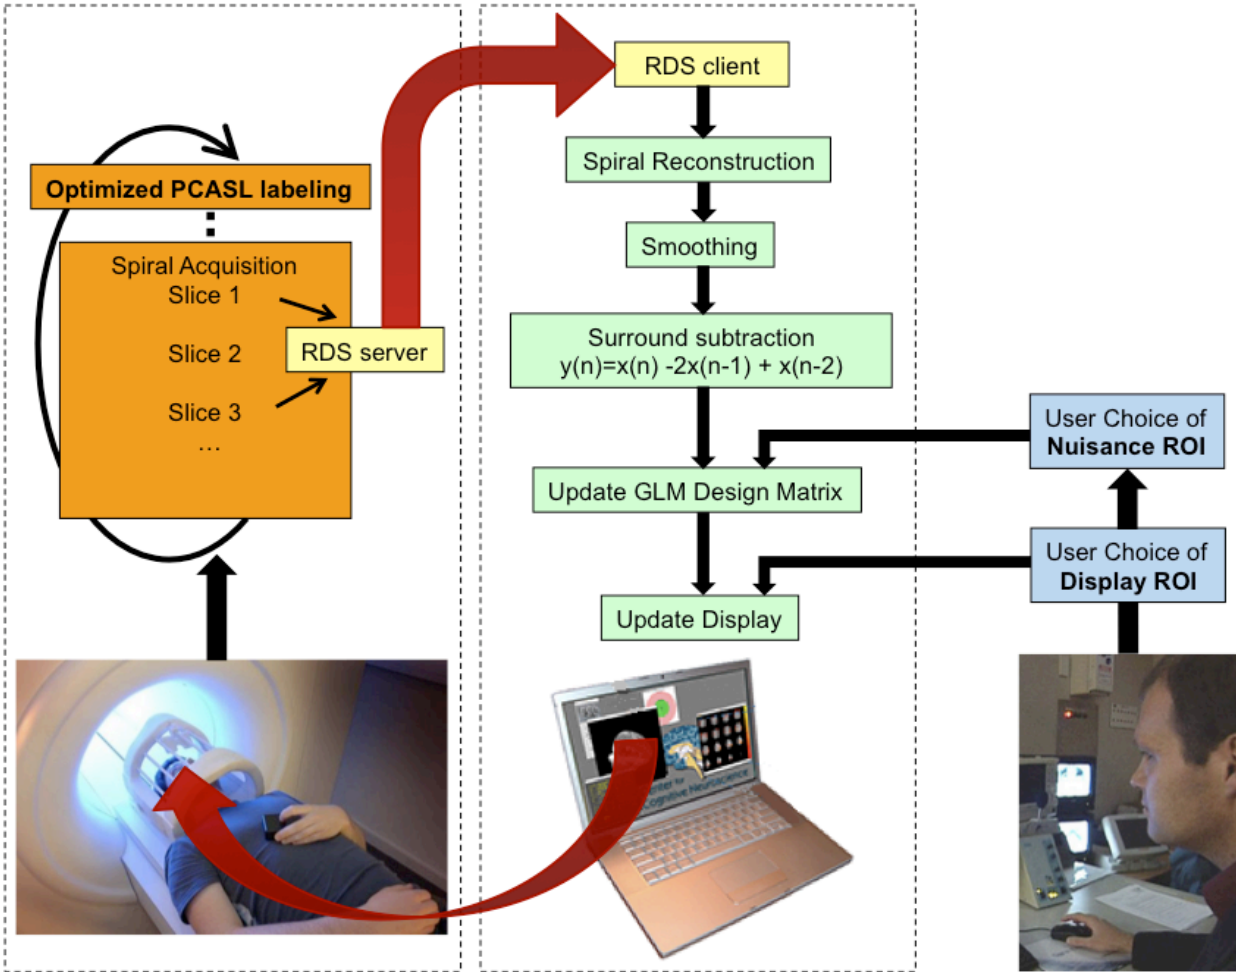 Optimized PCASL labeling
Spiral Acquisition
Slice 1
Slice 2
Slice 3
...
RDS server
RDS client
Spiral Reconstruction
Smoothing
Surround subtraction
y(n)=x(n) -2x(n-1) + x(n-2)
Update GLM Design Matrix
Update Display
User Choice of
Nuisance ROI
User Choice of
Display ROI
Cognitive Neuroscience